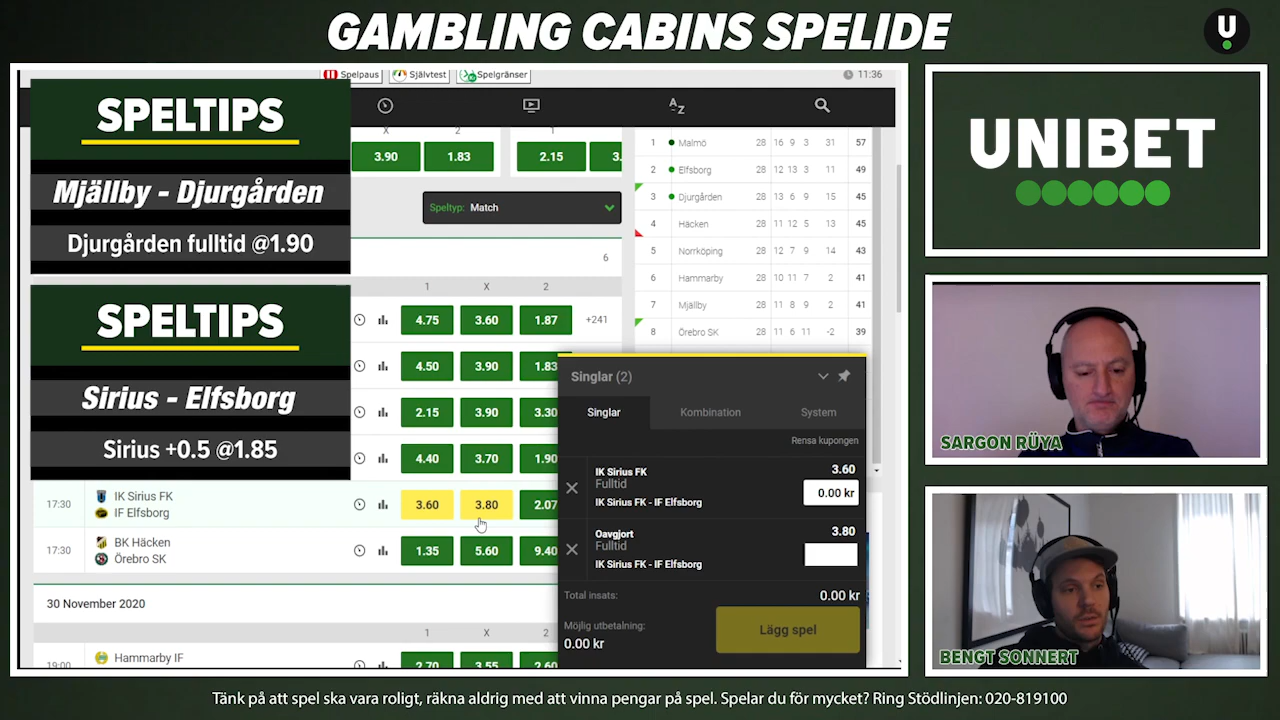 GAMBLING CABINS SPELIDE
U
Spelpaus Självtest Spelgränser
11:36
A-Z
SPELTIPS
Mjällby - Djurgården
Djurgården fulltid @1.90
SPELTIPS
Sirius - Elfsborg
Sirius +0.5 @1.85
X 2 1
3.90 1.83 2.15 3.
Speltyp: Match
6
1 X 2
4.75 3.60 1.87 +241
4.50 3.90 1.83
2.15 3.90 3.30
4.40 3.70 1.90
17:30 IK Sirius FK
IF Elfsborg
3.60 3.80 2.07
17:30 BK Häcken
Örebro SK
1.35 5.60 9.40
30 November 2020
1 X 2
19:00 Hammarby IF
2.70 3.55 2.60
1 Malmö 28 16 9 3 31 57
2 Elfsborg 28 12 13 3 11 49
3 Djurgården 28 13 6 9 15 45
4 Häcken 28 11 12 5 13 45
5 Norrköping 28 12 7 9 14 43
6 Hammarby 28 10 11 7 2 41
7 Mjällby 28 11 8 9 2 41
8 Örebro SK 28 11 6 11 -2 39
Singlar (2)
Singlar Kombination System
Rensa kupongen
IK Sirius FK 3.60
Fulltid 0.00 kr
IK Sirius FK - IF Elfsborg
Oavgjort 3.80
Fulltid
IK Sirius FK - IF Elfsborg
Total insats: 0.00 kr
Möjlig utbetalning:
0.00 kr
Lägg spel
UNIBET
SARGON RÜYA
BENGT SONNERT
Tänk på att spel ska vara roligt, räkna aldrig med att vinna pengar på spel. Spelar du för mycket? Ring Stödlinjen: 020-819100